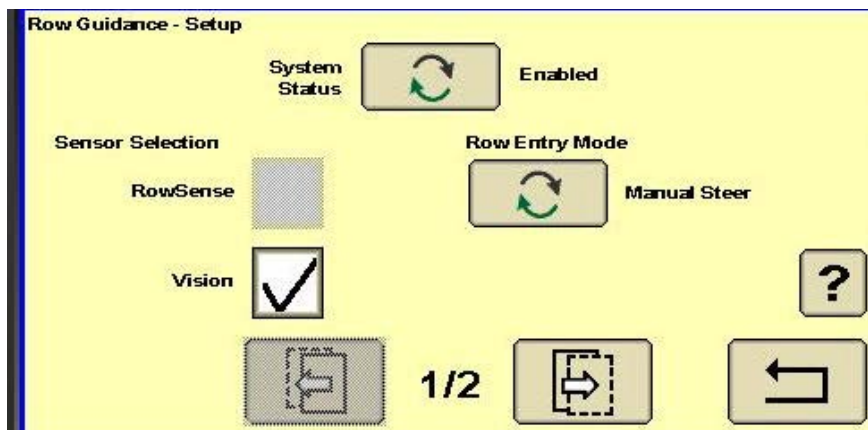 Row Guidance - Setup
System
Status
Enabled
Sensor Selection
Row Entry Mode
RowSense
Manual Steer
Vision
?
1/2